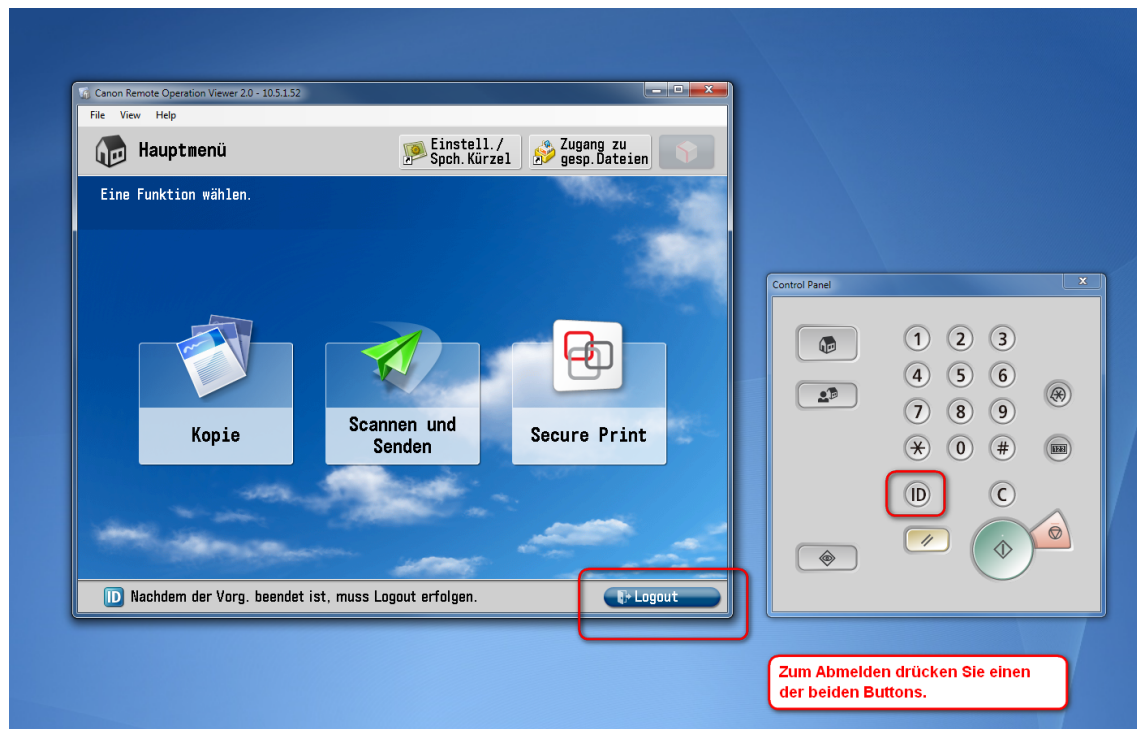 Canon Remote Operation Viewer 2.0 - 10.5.1.52
File View Help
Hauptmenü
Einstell./
Spch.Kürzel
Zugang zu
gesp.Dateien
Eine Funktion wählen.
Kopie
Scannen und
Senden
Secure Print
ID Nachdem der Vorg. beendet ist, muss Logout erfolgen.
Logout
Control Panel
1 2 3
4 5 6
7 8 9
* 0 #
ID C
Zum Abmelden drücken Sie einen
der beiden Buttons.